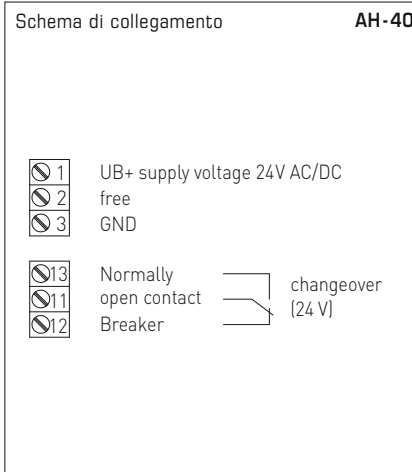 Schema di collegamento AH-40
1 UB+ supply voltage 24V AC/DC
2 free
3 GND
13 Normally
11 open contact
12 Breaker
changeover
(24 V)